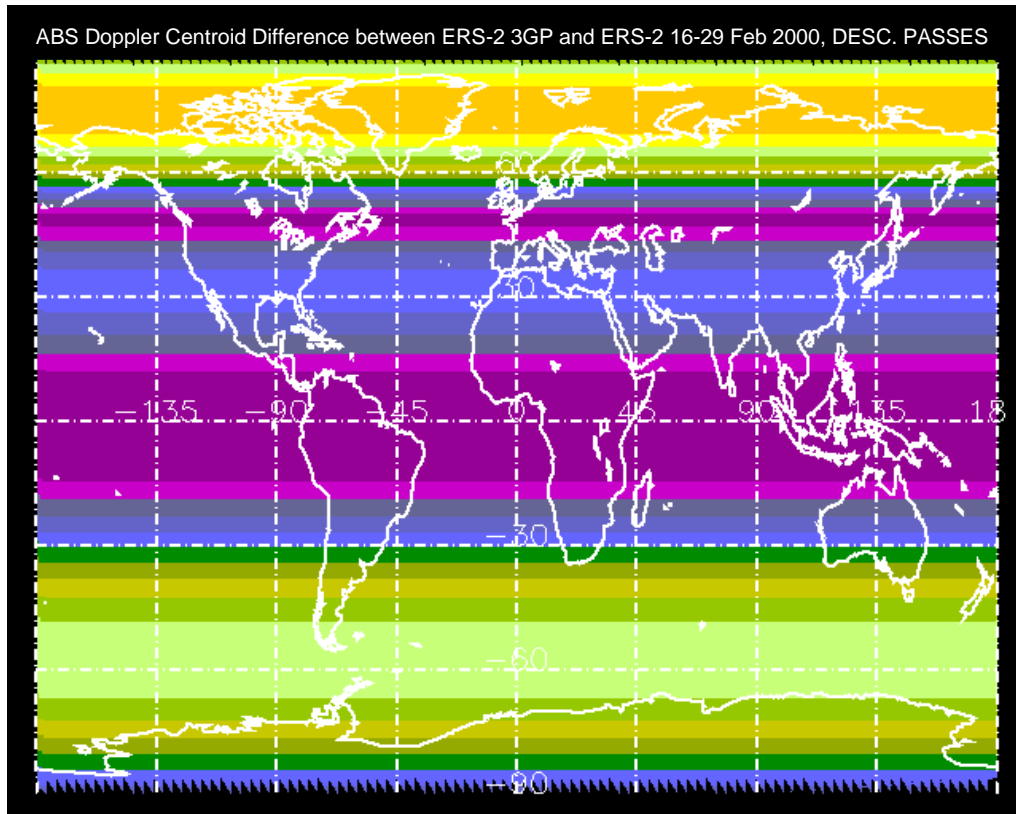 ABS Doppler Centroid Difference between ERS-2 3GP and ERS-2 16-29 Feb 2000, DESC. PASSES
60
30
-135 -90 -45 0 45 90 135 18
-30
-60
-90